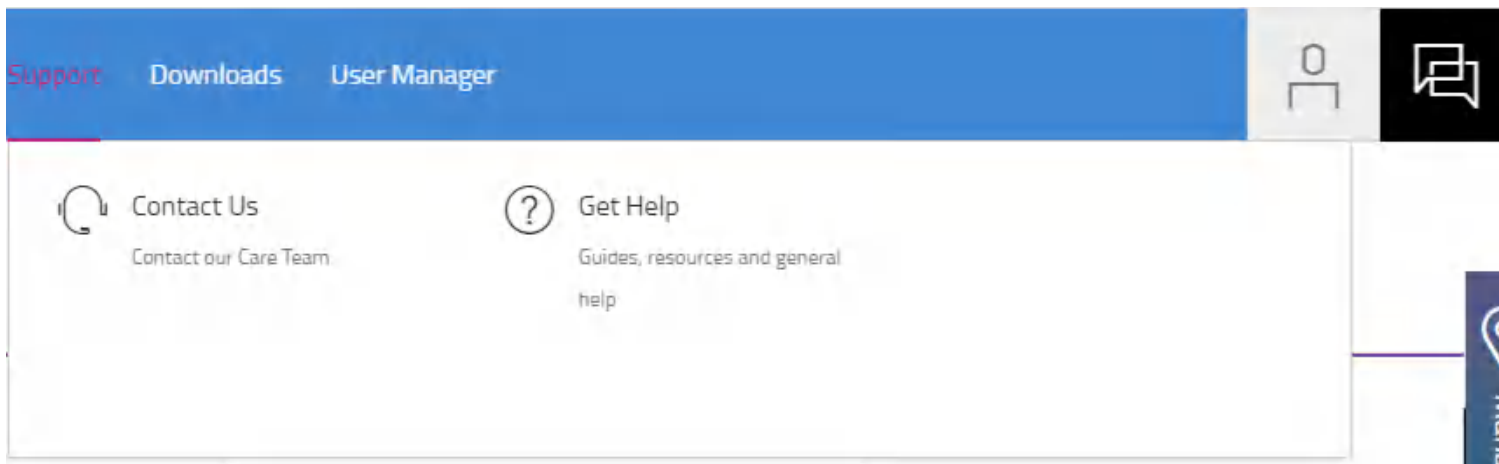 Support Downloads User Manager
Contact Us
Contact our Care Team
Get Help
Guides, resources and general
help